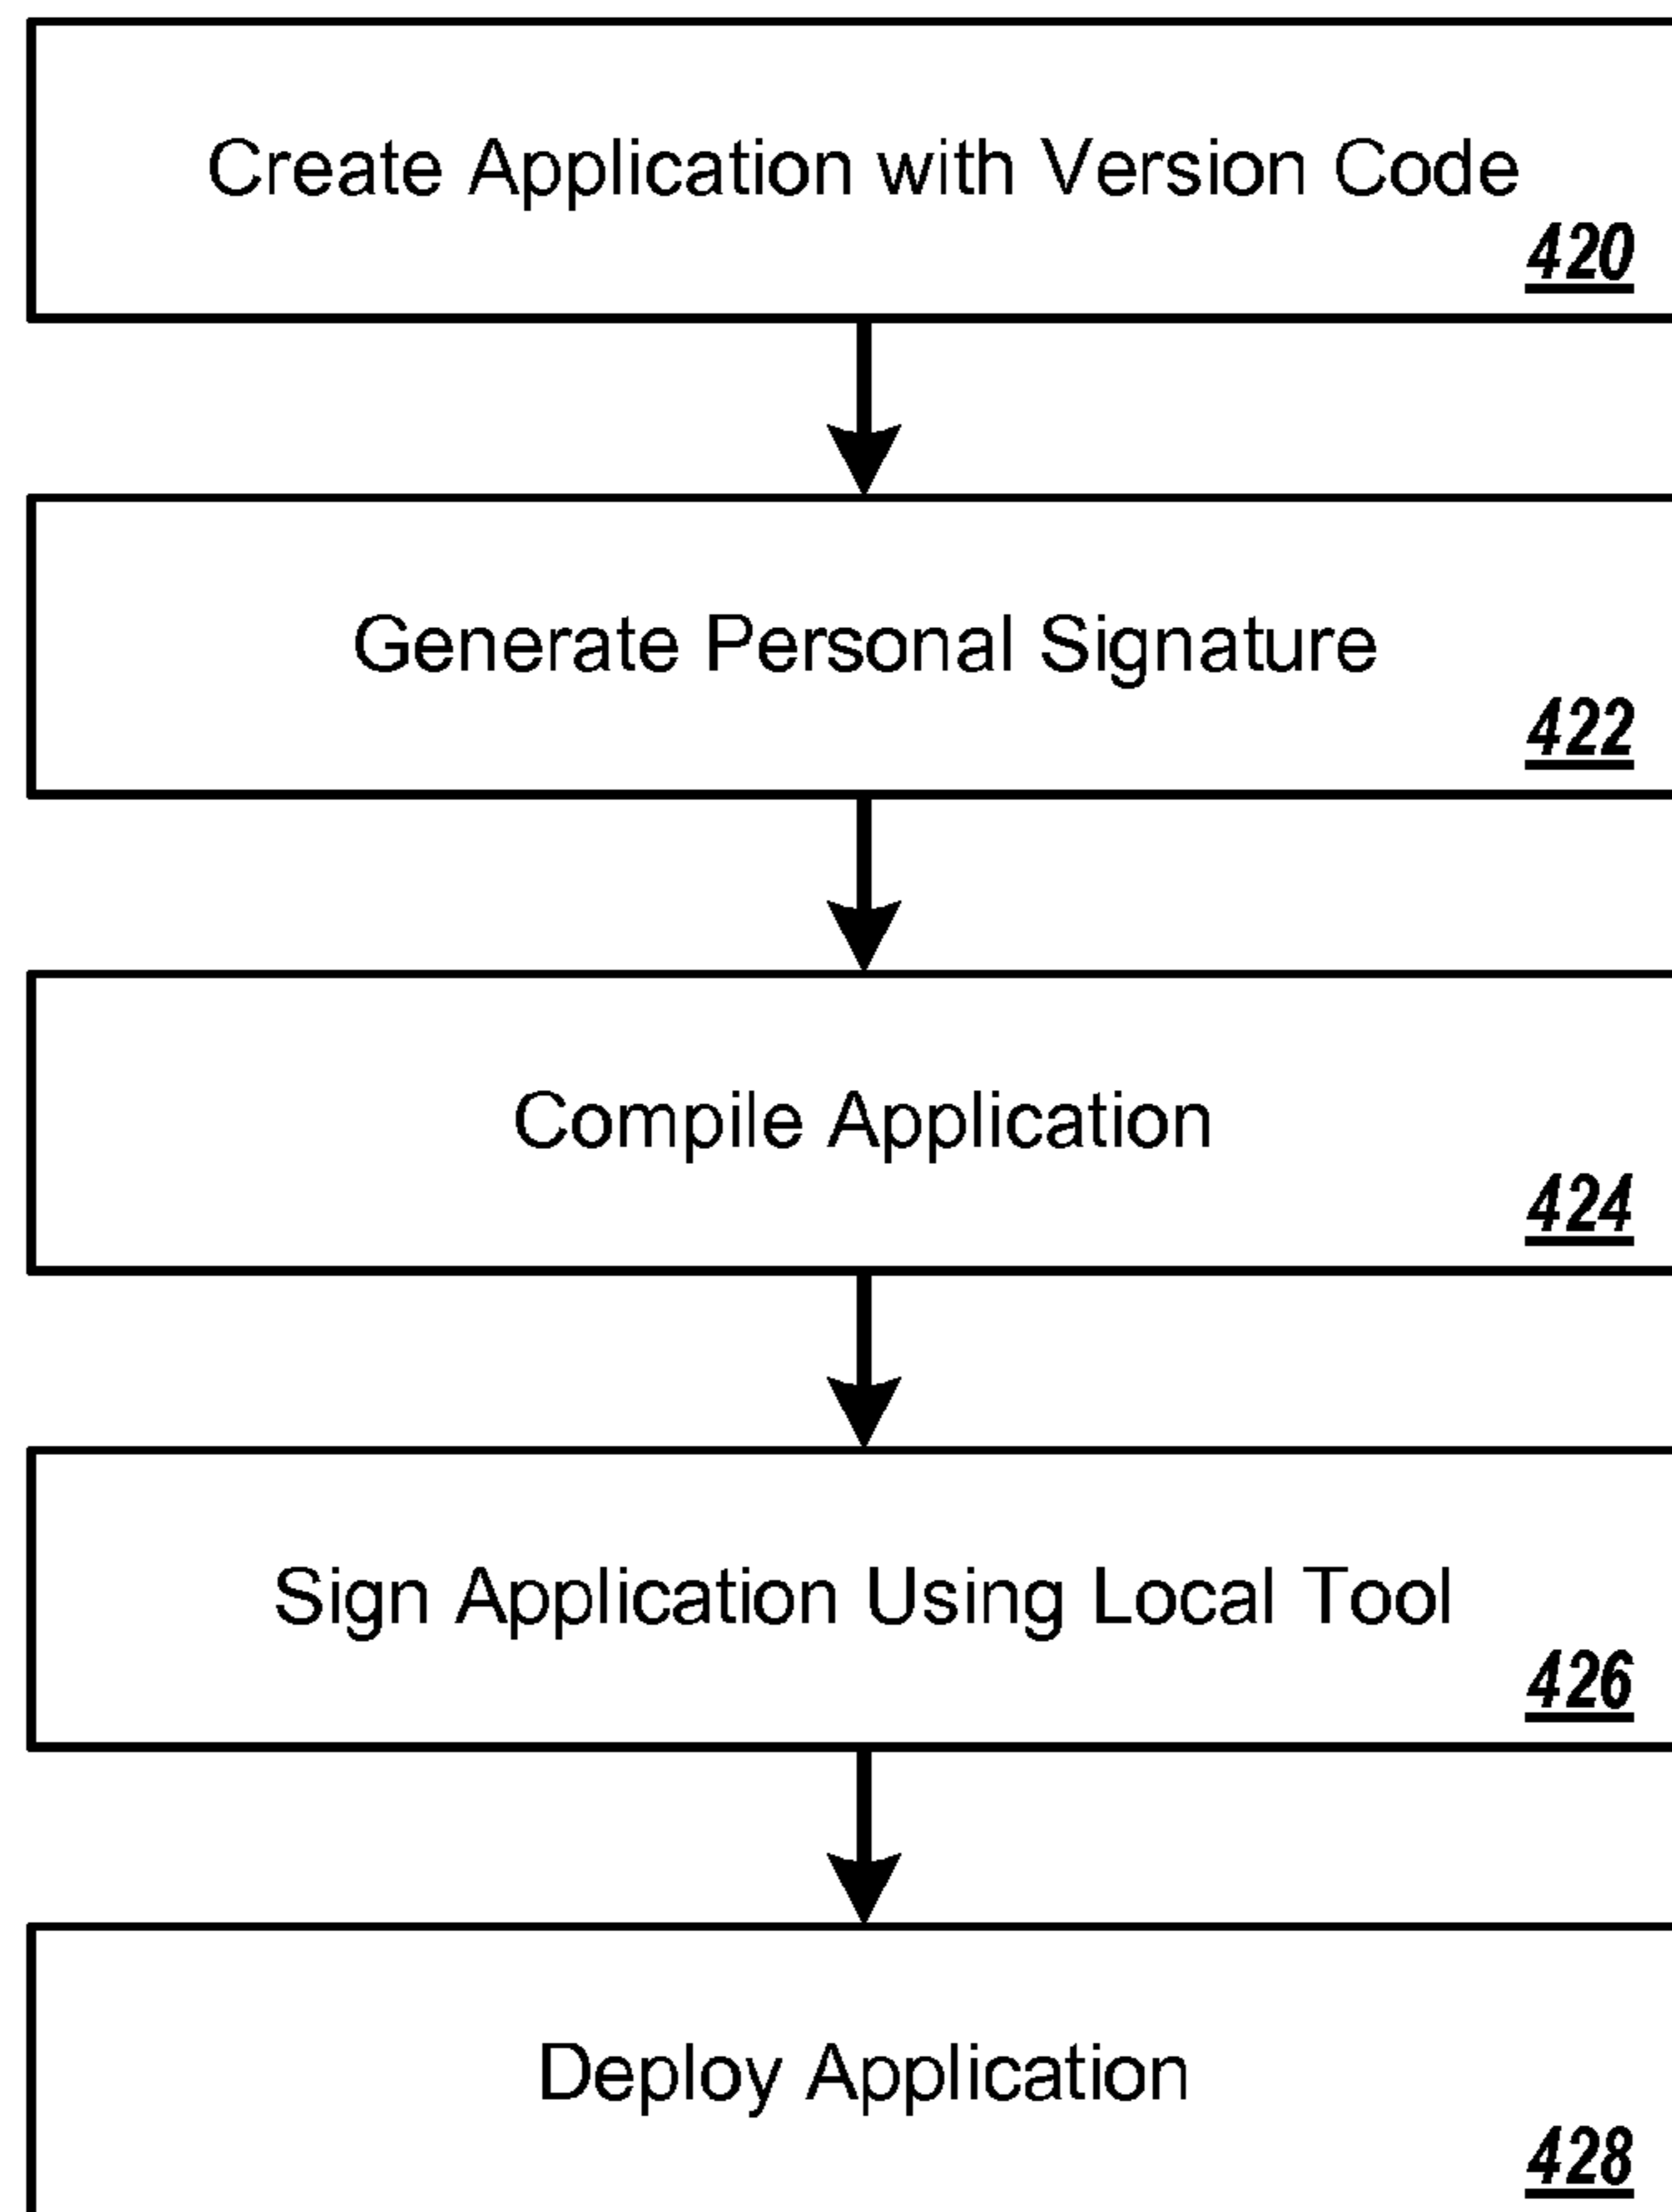 Create Application with Version Code
420
Generate Personal Signature
422
Compile Application
424
Sign Application Using Local Tool
426
Deploy Application
428